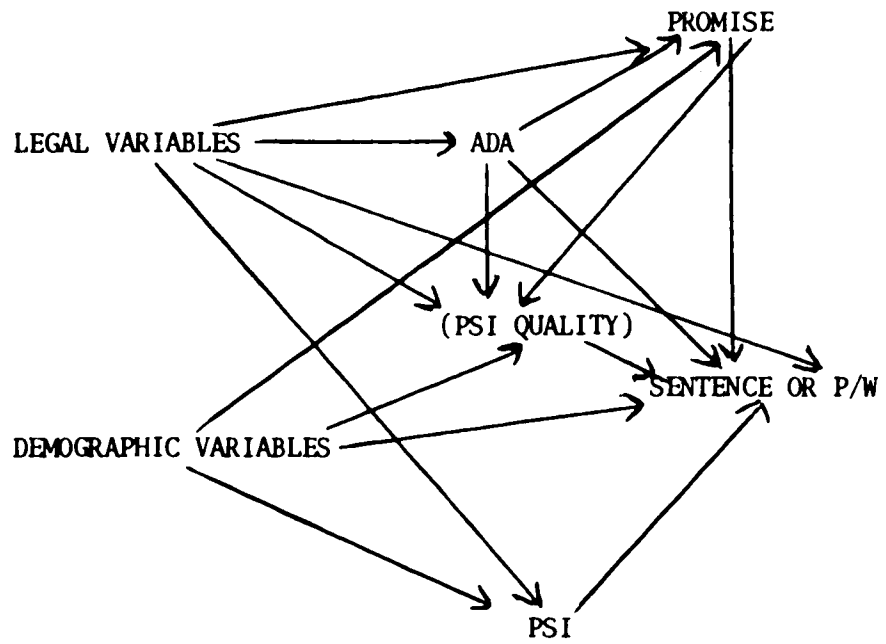 PROMISE
LEGAL VARIABLES
ADA
(PSI QUALITY)
SENTENCE OR P/W
DEMOGRAPHIC VARIABLES
PSI